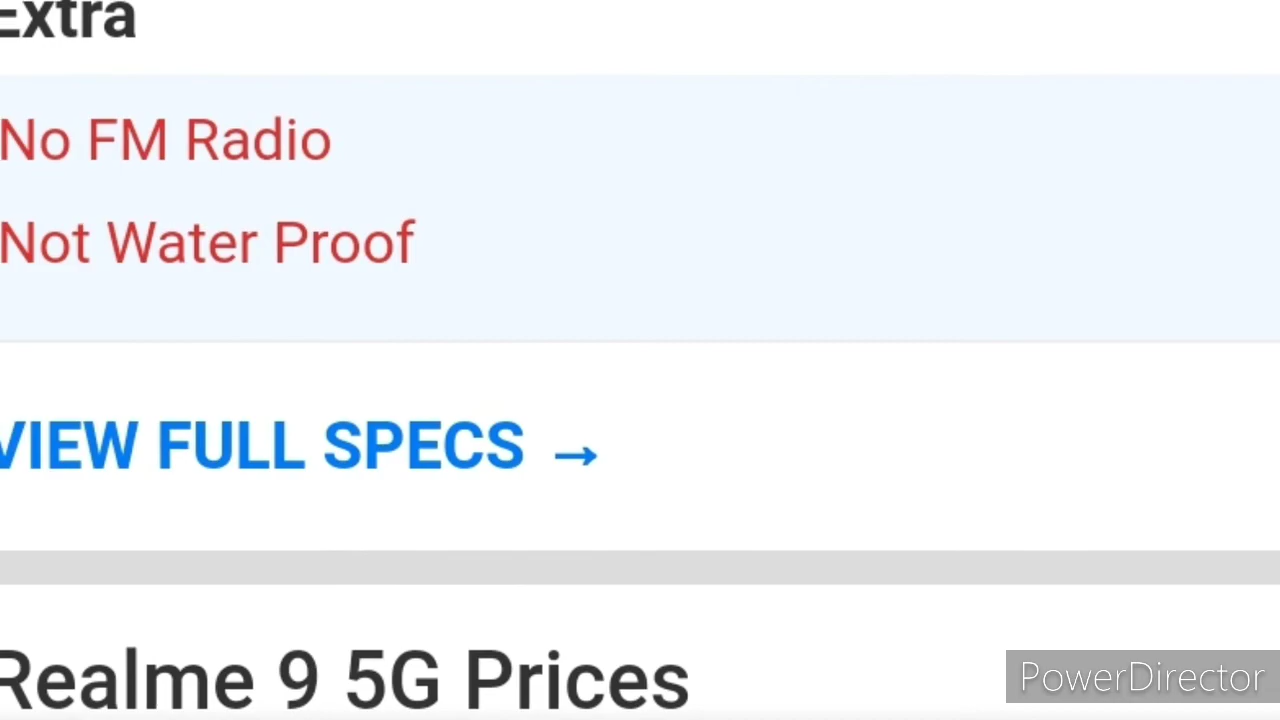 Extra
No FM Radio
Not Water Proof
VIEW FULL SPECS →
Realme 9 5G Prices
PowerDirector